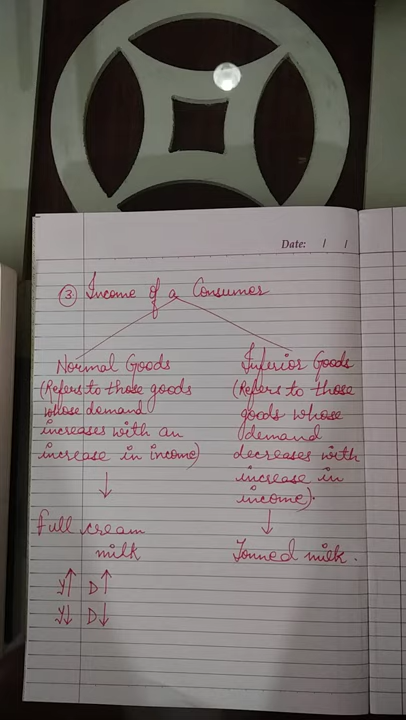 Date: / /
③ Income of a Consumer
Normal Goods
(Refers to those goods
whose demand
increases with an
increase in income)
↓
Full cream
milk
Y↑ D↑
Y↓ D↓
Inferior Goods
(Refers to those
goods whose
demand
decreases with
increase in
income).
↓
Tonned milk.